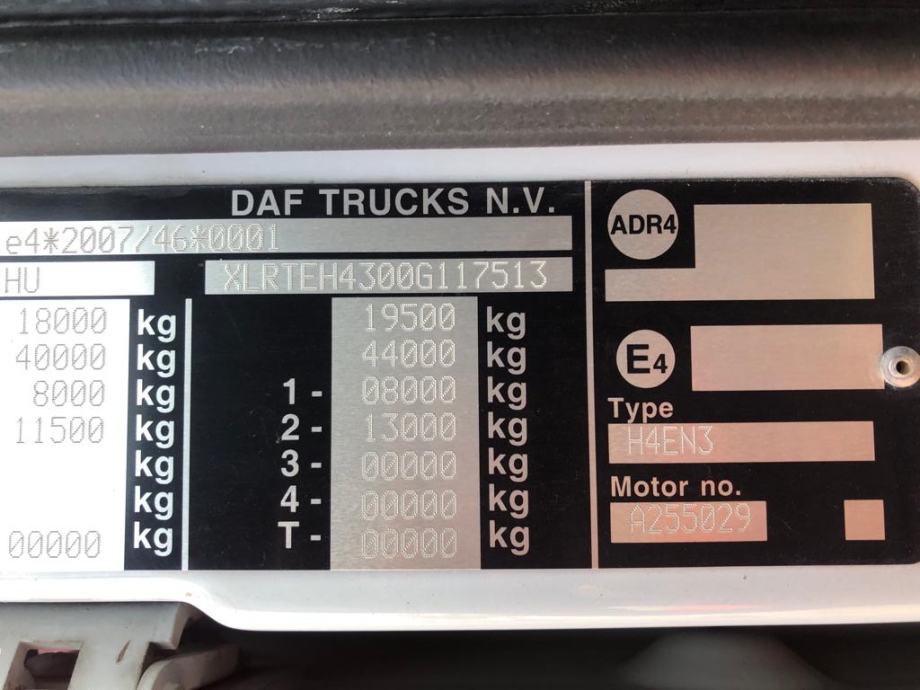 DAF TRUCKS N.V.
e4*2007/46*0001
HU XLRTEH4300G117513
18000 kg 19500 kg
40000 kg 44000 kg
8000 kg 1- 08000 kg
11500 kg 2- 13000 kg
kg 3- 00000 kg
kg 4- 00000 kg
00000 kg T- 00000 kg
ADR4
E4
Type
H4EN3
Motor no.
A255029